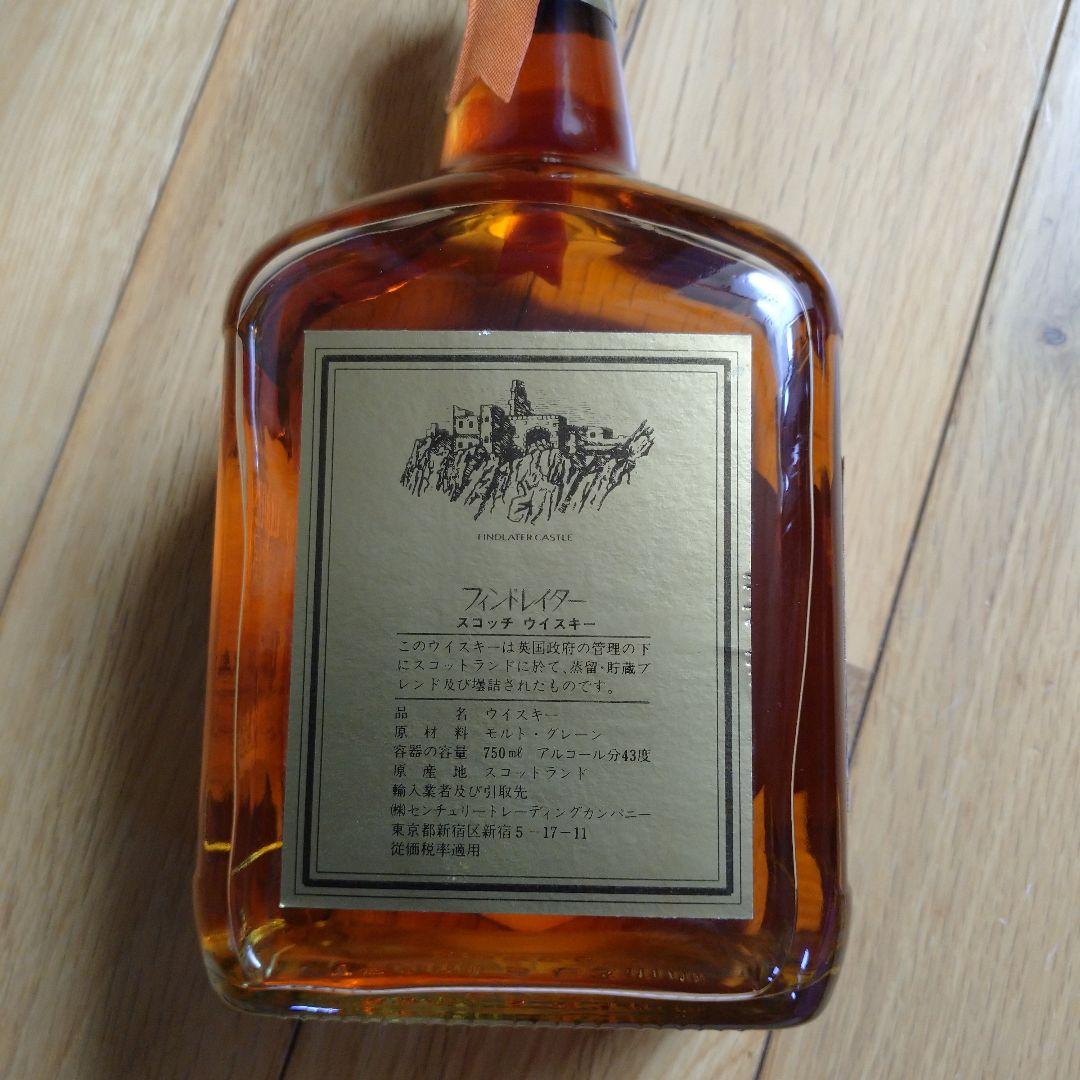 FINDLATER CASTLE
フィンドレイター
スコッチ ウイスキー
このウイスキーは英国政府の管理の下
にスコットランドに於て、蒸留・貯蔵ブ
レンド及び壜詰されたものです。
品 名 ウイスキー
原 材 料 モルト・グレーン
容器の容量 750mℓ アルコール分43度
原 産 地 スコットランド
輸入業者及び引取先
㈱センチュリートレーディングカンパニー
東京都新宿区新宿5-17-11
従価税率適用